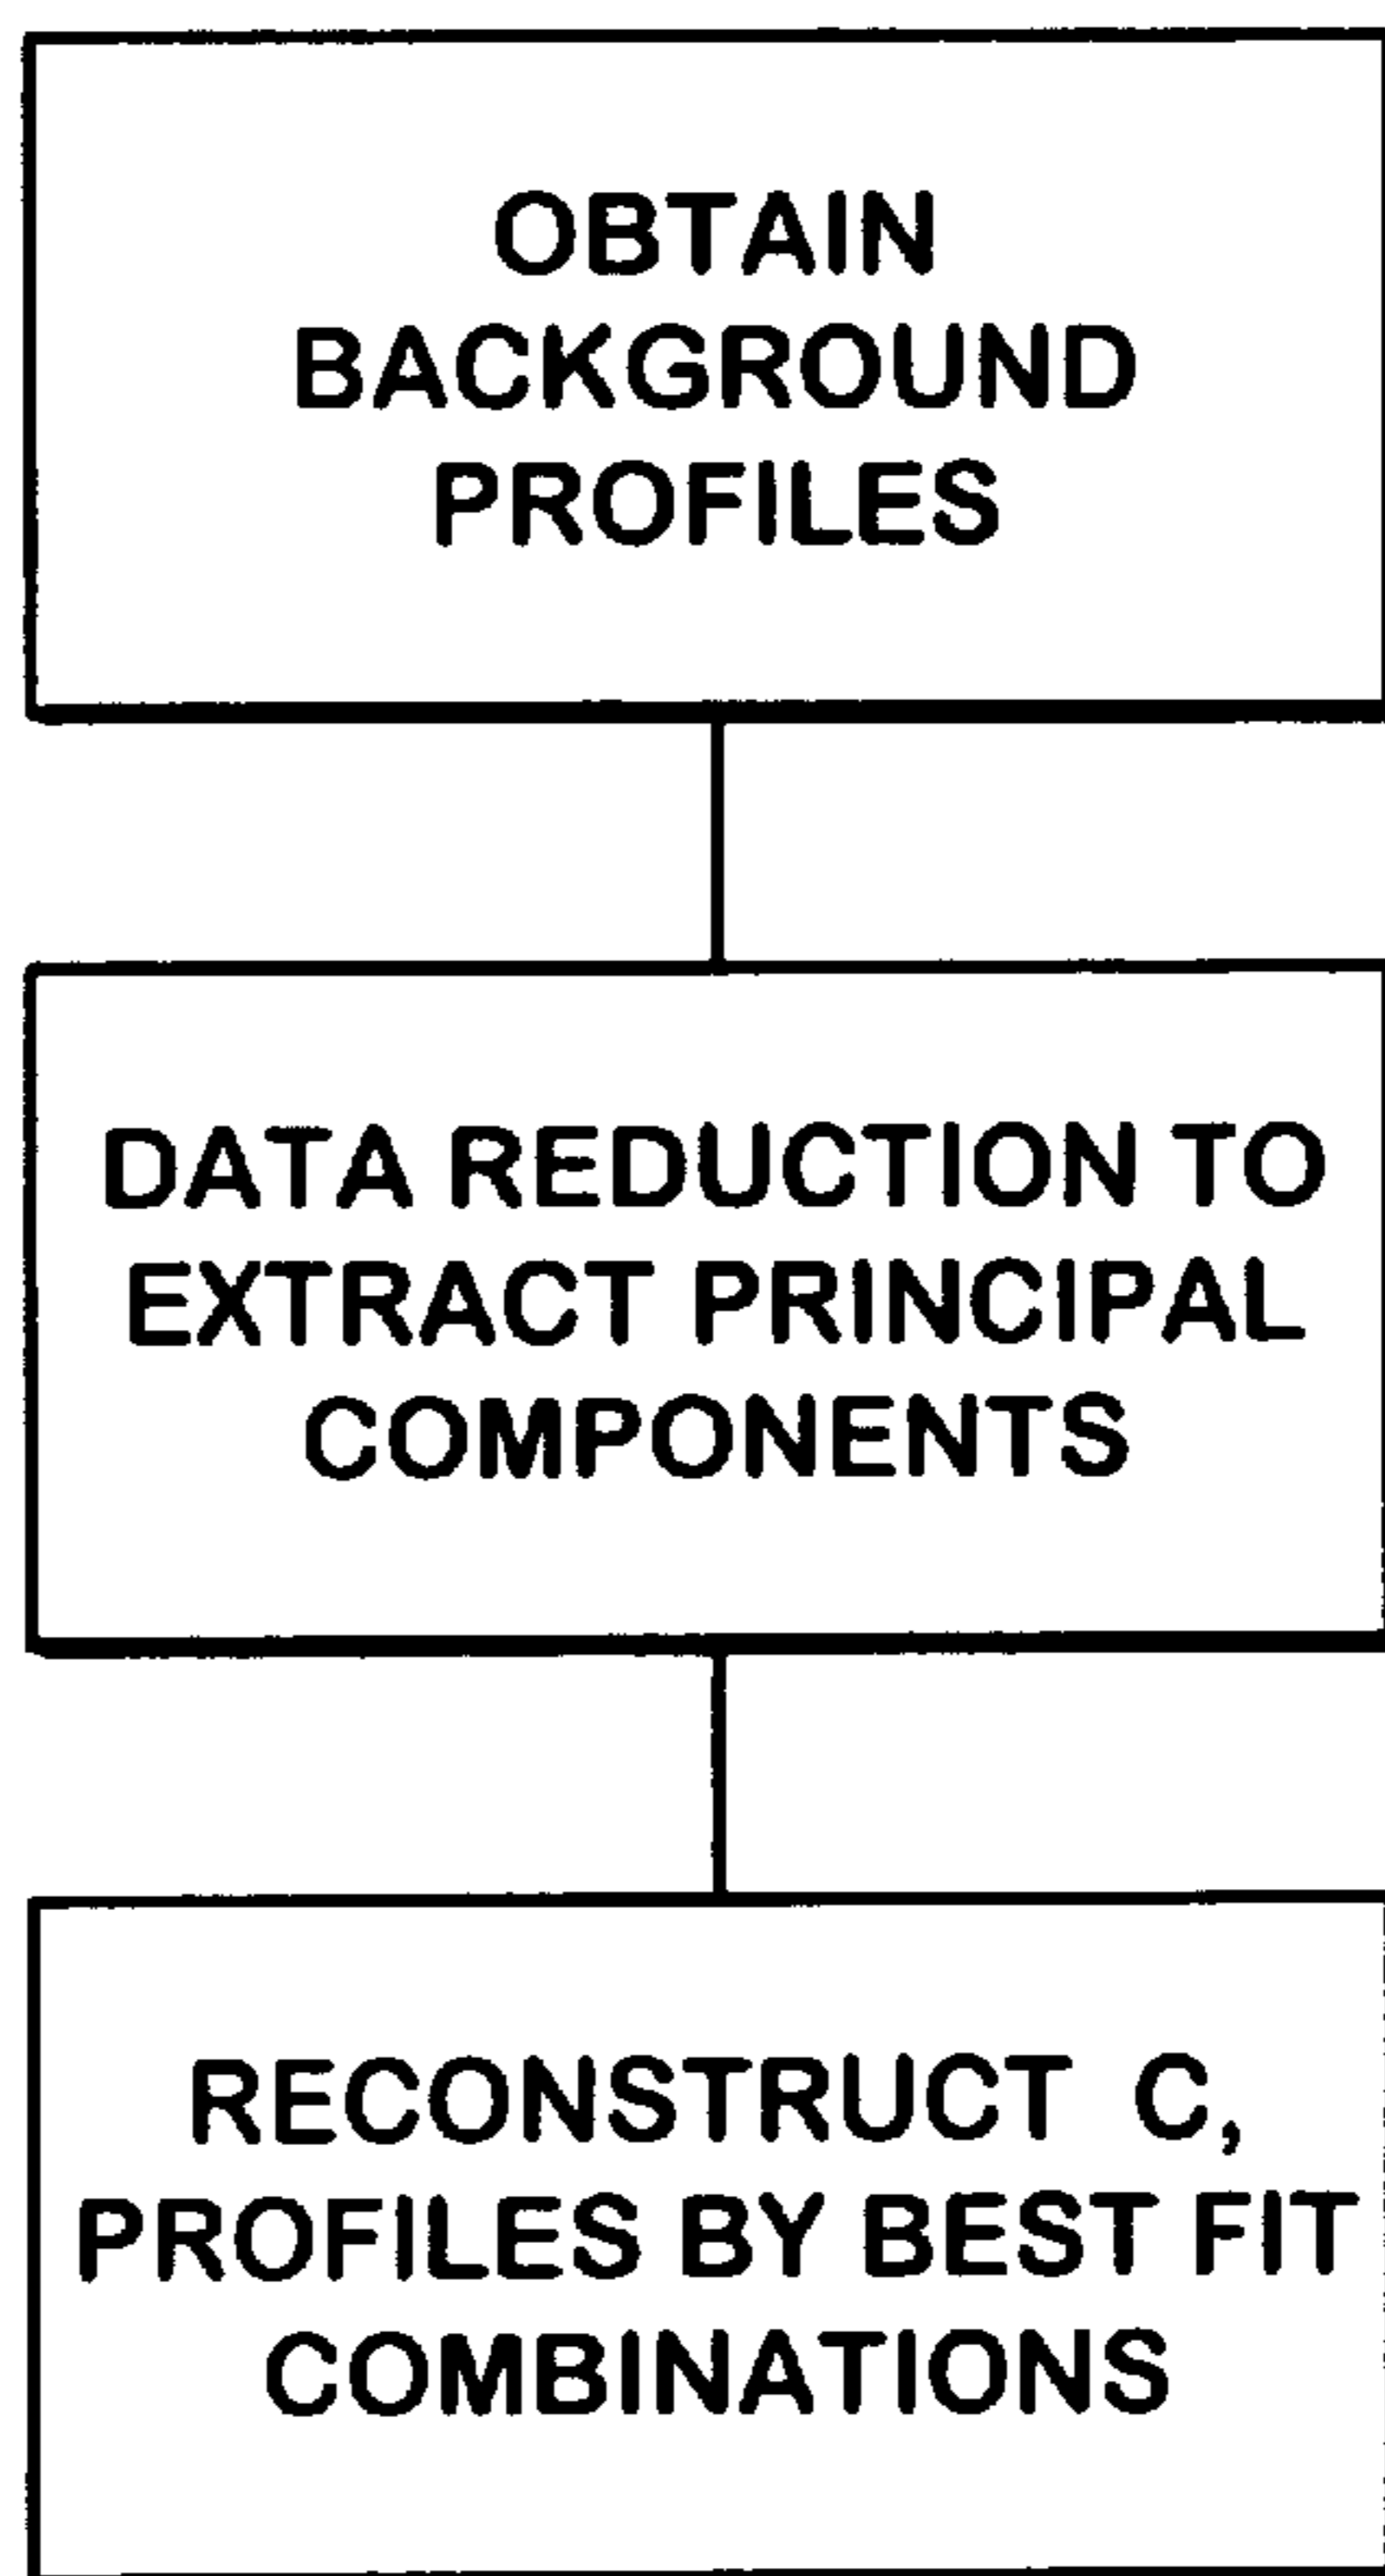 OBTAIN
BACKGROUND
PROFILES
DATA REDUCTION TO
EXTRACT PRINCIPAL
COMPONENTS
RECONSTRUCT C,
PROFILES BY BEST FIT
COMBINATIONS